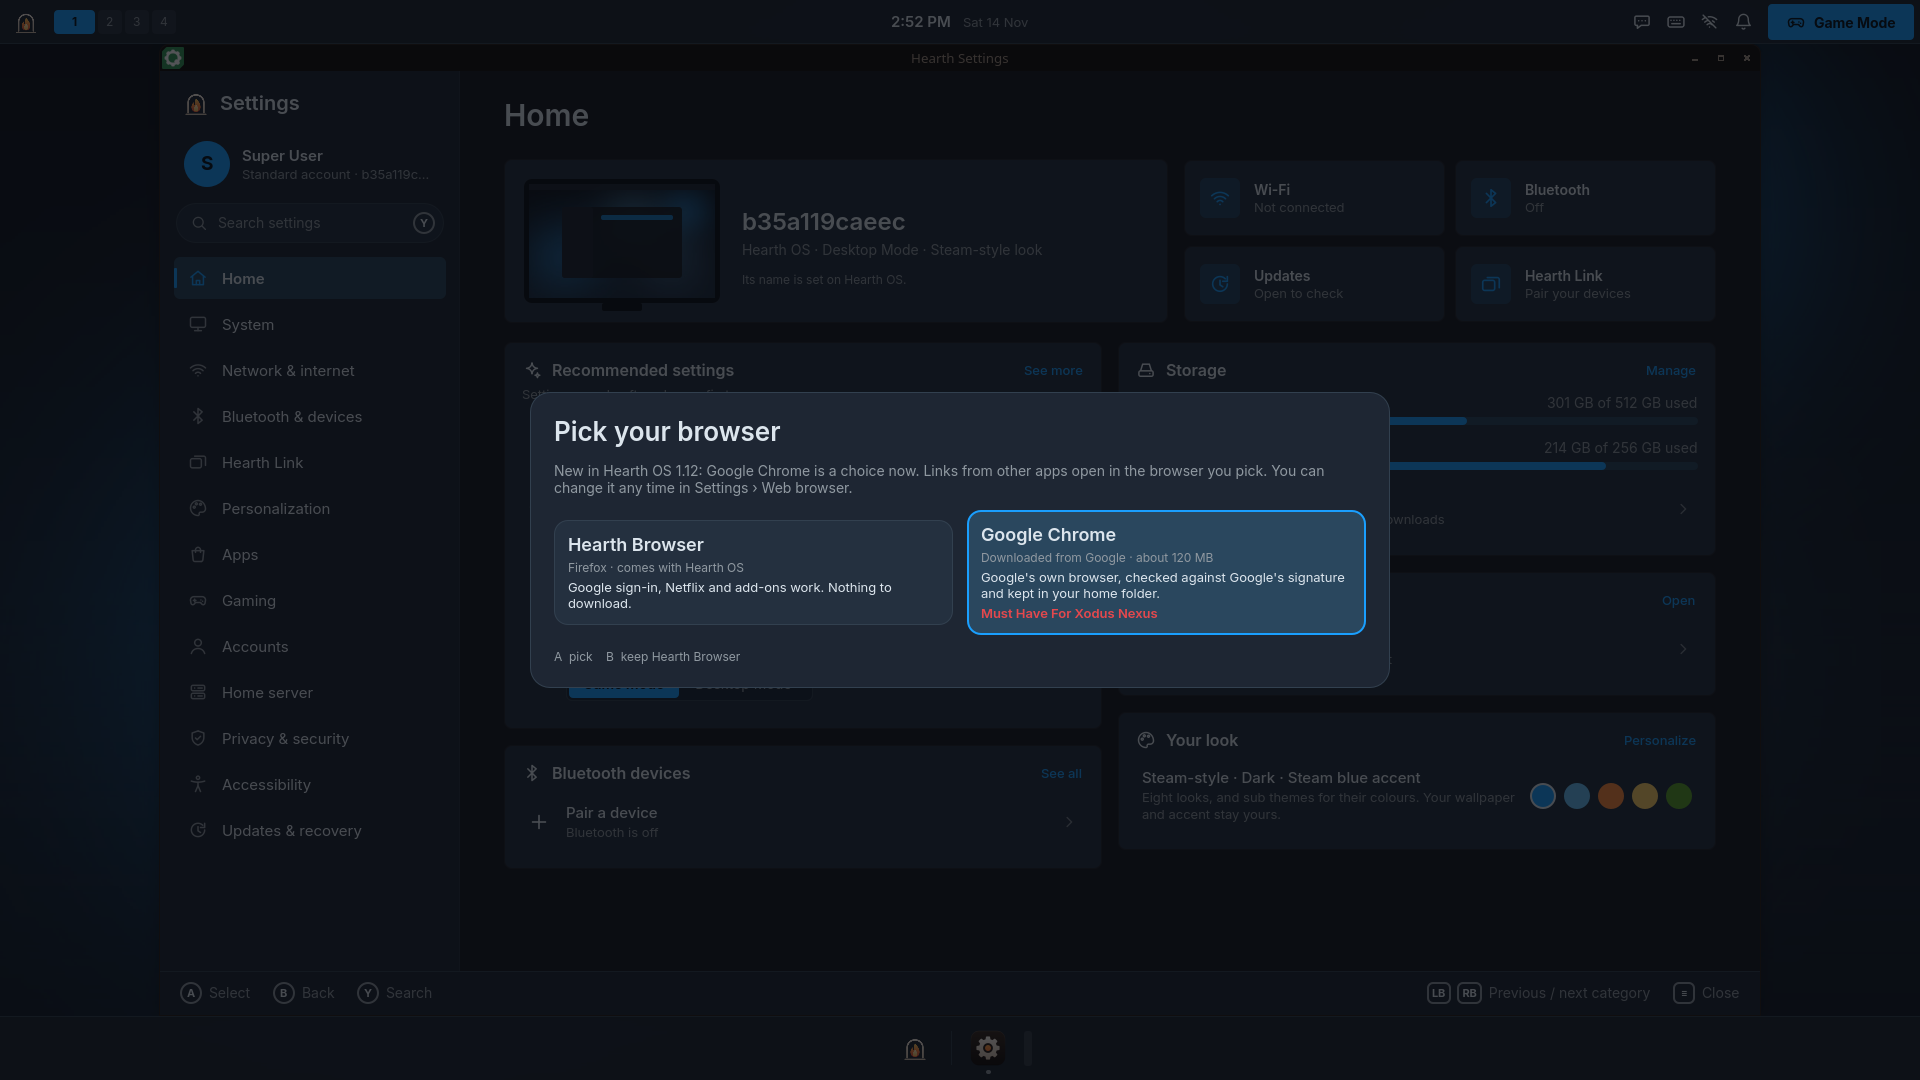 1 2 3 4
2:52 PM Sat 14 Nov
Game Mode
Hearth Settings
Settings
S
Super User
Standard account · b35a119c...
Search settings
Y
Home
System
Network & internet
Bluetooth & devices
Hearth Link
Personalization
Apps
Gaming
Accounts
Home server
Privacy & security
Accessibility
Updates & recovery
Home
b35a119caeec
Hearth OS · Desktop Mode · Steam-style look
Its name is set on Hearth OS.
Wi-Fi
Not connected
Bluetooth
Off
Updates
Open to check
Hearth Link
Pair your devices
Recommended settings
See more
Storage
Manage
301 GB of 512 GB used
214 GB of 256 GB used
Open
Pick your browser
New in Hearth OS 1.12: Google Chrome is a choice now. Links from other apps open in the browser you pick. You can
change it any time in Settings › Web browser.
Hearth Browser
Firefox · comes with Hearth OS
Google sign-in, Netflix and add-ons work. Nothing to
download.
Google Chrome
Downloaded from Google · about 120 MB
Google's own browser, checked against Google's signature
and kept in your home folder.
Must Have For Xodus Nexus
A pick B keep Hearth Browser
Bluetooth devices
See all
Pair a device
Bluetooth is off
Your look
Personalize
Steam-style · Dark · Steam blue accent
Eight looks, and sub themes for their colours. Your wallpaper
and accent stay yours.
A Select B Back Y Search
LB RB Previous / next category ≡ Close